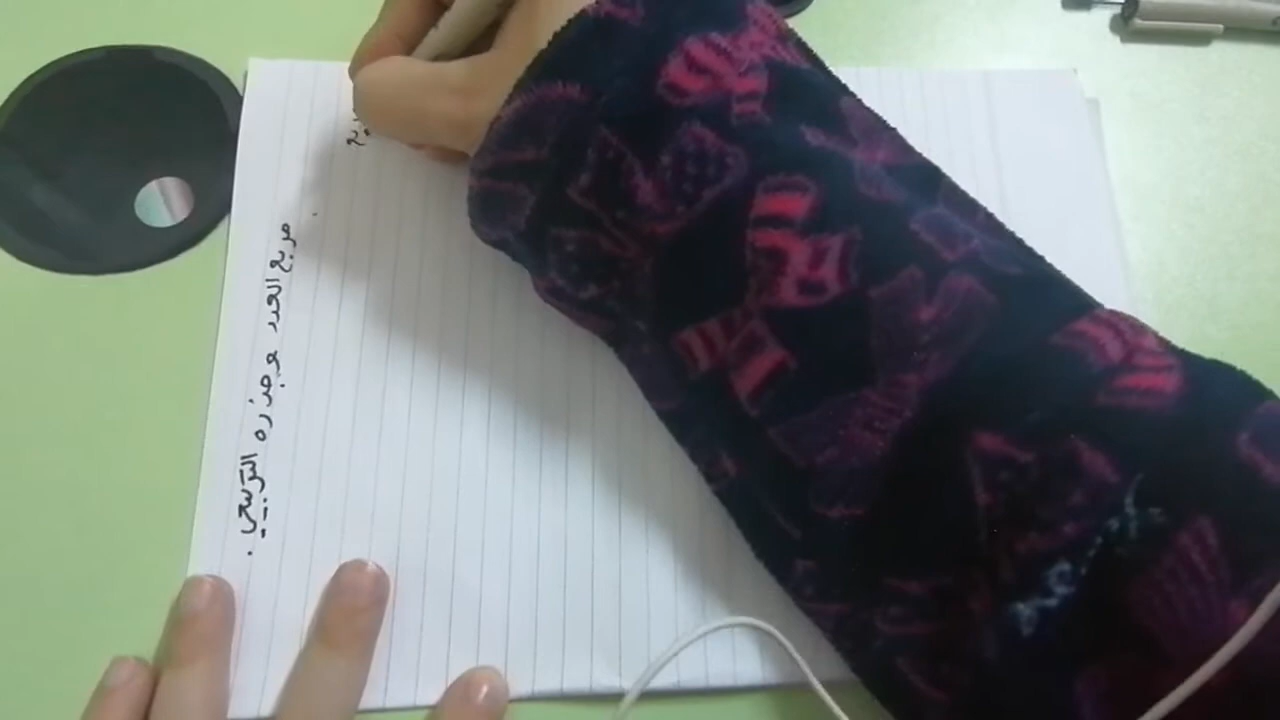 مربع العدد و جذره التربيعي .